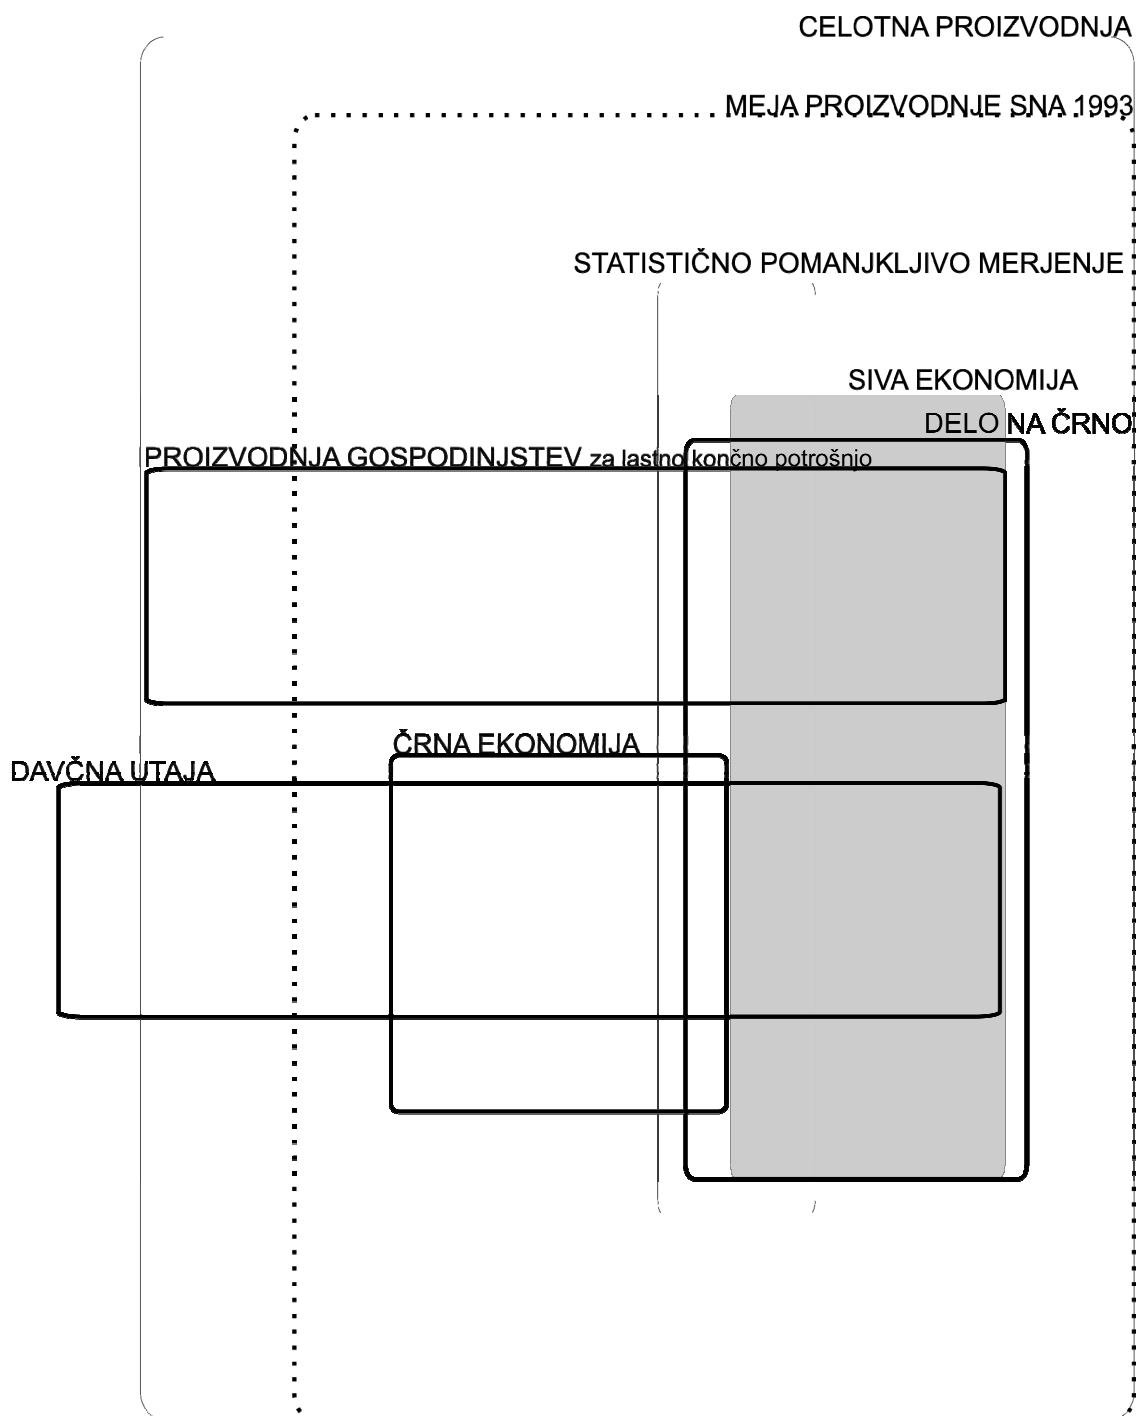 CELOTNA PROIZVODNJA
MEJA PROIZVODNJE SNA 1993
STATISTIČNO POMANJKLJIVO MERJENJE
SIVA EKONOMIJA
DELO NA ČRNO
PROIZVODNJA GOSPODINJSTEV za lastno končno potrošnjo
ČRNA EKONOMIJA
DAVČNA UTAJA